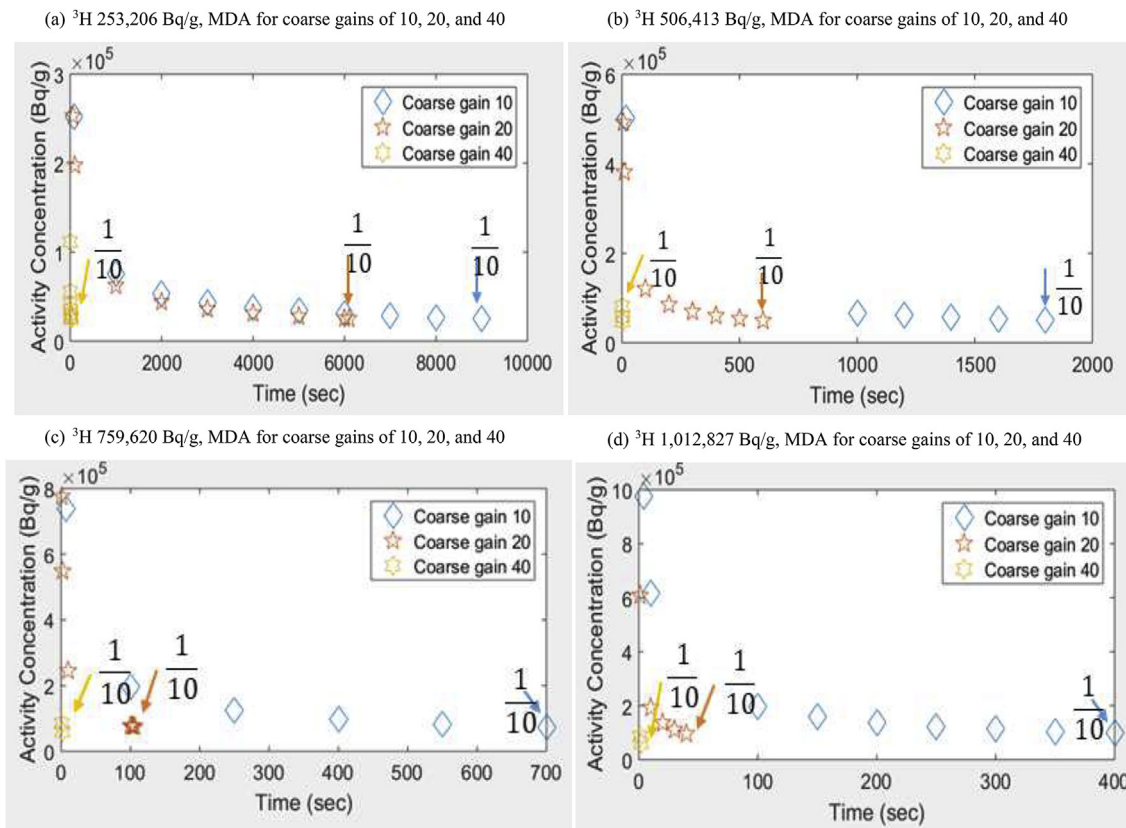 (a) ³H 253,206 Bq/g, MDA for coarse gains of 10, 20, and 40
×10⁵
3
2
1
0
Activity Concentration (Bq/g)
Coarse gain 10
Coarse gain 20
Coarse gain 40
1
10
1
10
1
10
0 2000 4000 6000 8000 10000
Time (sec)
(b) ³H 506,413 Bq/g, MDA for coarse gains of 10, 20, and 40
×10⁵
6
4
2
0
Activity Concentration (Bq/g)
Coarse gain 10
Coarse gain 20
Coarse gain 40
1
10
1
10
1
10
0 500 1000 1500 2000
Time (sec)
(c) ³H 759,620 Bq/g, MDA for coarse gains of 10, 20, and 40
×10⁵
8
6
4
2
0
Activity Concentration (Bq/g)
Coarse gain 10
Coarse gain 20
Coarse gain 40
1
10
1
10
1
10
0 100 200 300 400 500 600 700
Time (sec)
(d) ³H 1,012,827 Bq/g, MDA for coarse gains of 10, 20, and 40
×10⁵
10
8
6
4
2
0
Activity Concentration (Bq/g)
Coarse gain 10
Coarse gain 20
Coarse gain 40
1
10
1
10
1
10
0 100 200 300 400
Time (sec)